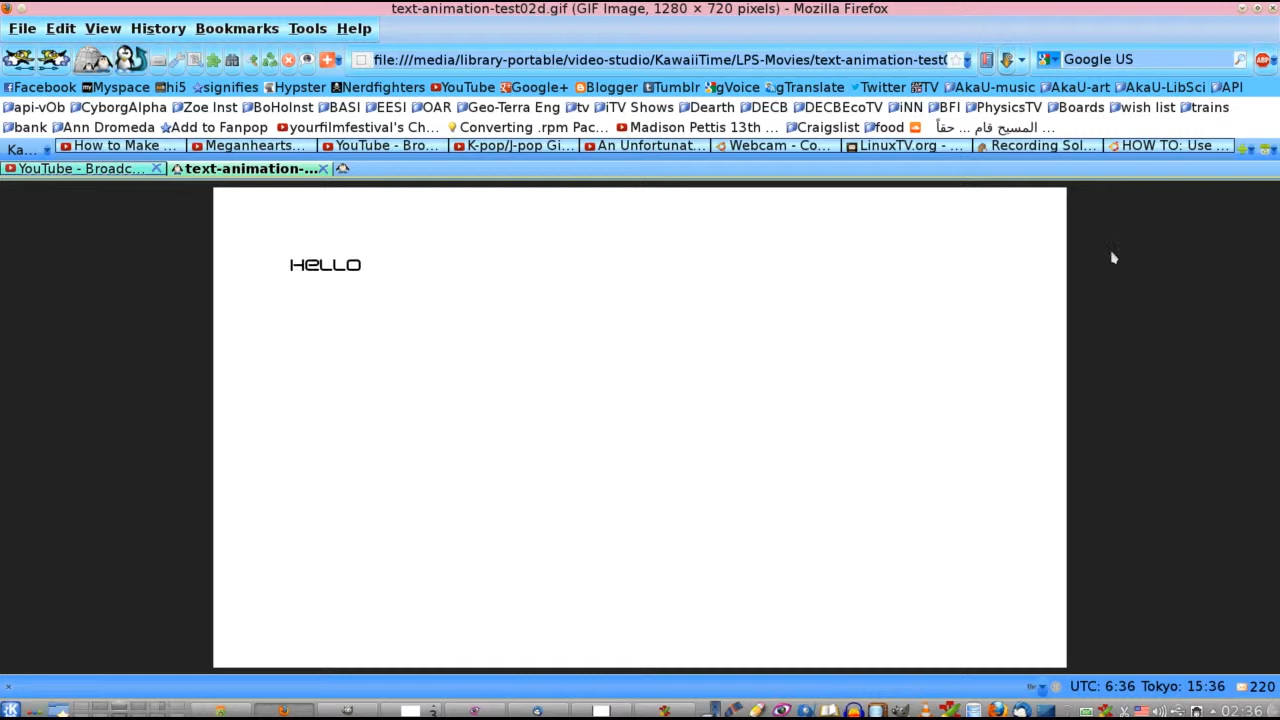 text-animation-test02d.gif (GIF Image, 1280 × 720 pixels) - Mozilla Firefox
File Edit View History Bookmarks Tools Help
file:///media/library-portable/video-studio/KawaiiTime/LPS-Movies/text-animation-test0 Google US ABP
Facebook Myspace hi5 signifies Hypster Nerdfighters YouTube Google+ Blogger Tumblr gVoice gTranslate Twitter TV AkaU-music AkaU-art AkaU-LibSci API
api-vOb CyborgAlpha Zoe Inst BoHoInst BASI EESI OAR Geo-Terra Eng tv iTV Shows Dearth DECB DECBEcoTV iNN BFI PhysicsTV Boards wish list trains
bank Ann Dromeda Add to Fanpop yourfilmfestival's Ch... Converting .rpm Pac... Madison Pettis 13th ... Craigslist food المسيح قام ... حقاً ...
Ka... How to Make ... Meganhearts... YouTube - Bro... K-pop/J-pop Gi... An Unfortunat... Webcam - Co... LinuxTV.org - ... Recording Sol... HOW TO: Use ...
YouTube - Broadc... text-animation-...
HELLO
UTC: 6:36 Tokyo: 15:36 220
02:36